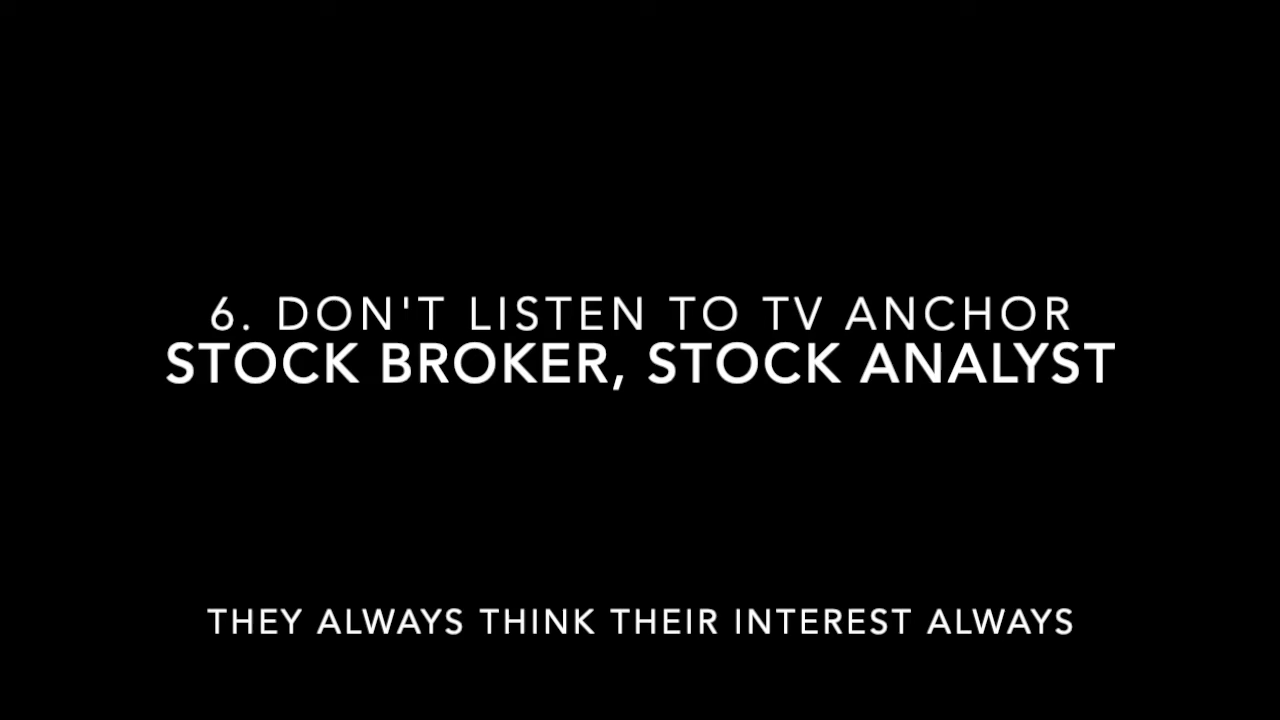 6. DON'T LISTEN TO TV ANCHOR
STOCK BROKER, STOCK ANALYST
THEY ALWAYS THINK THEIR INTEREST ALWAYS